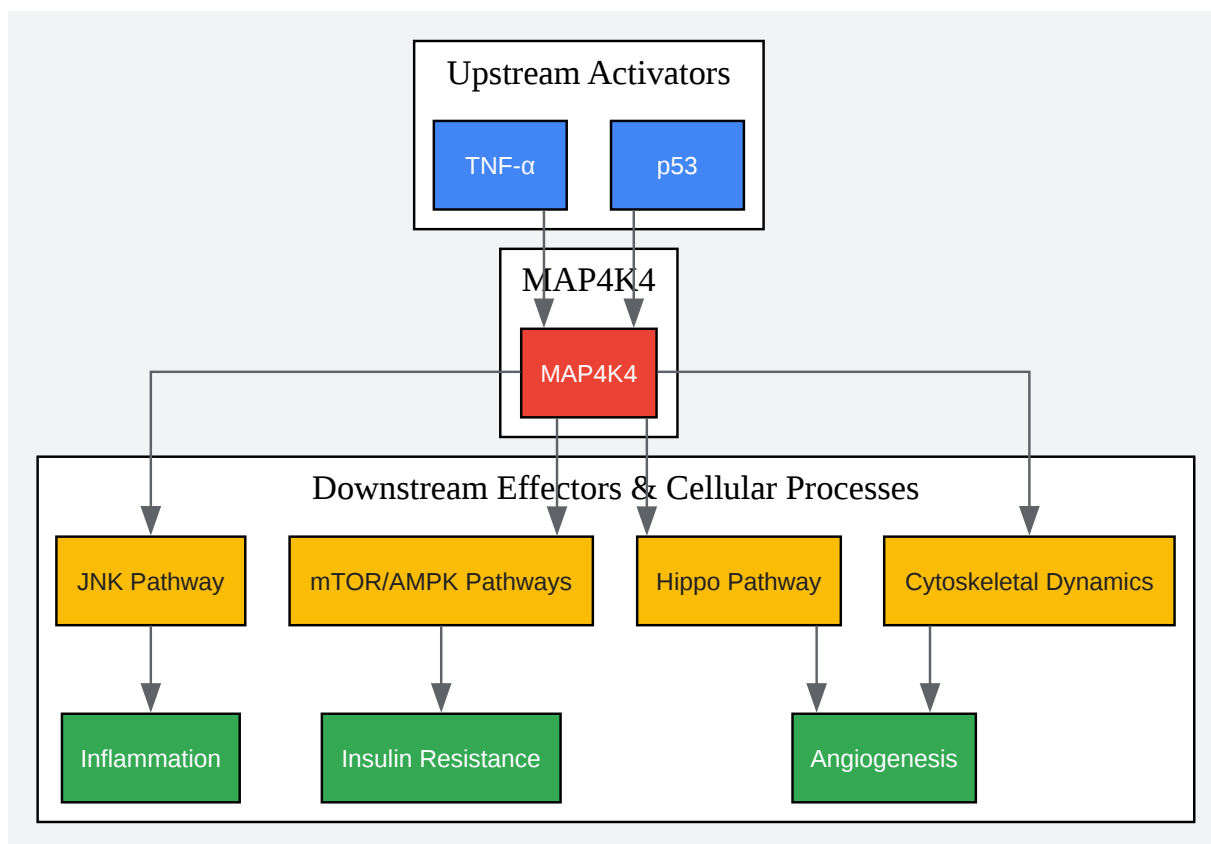 Upstream Activators
TNF-α
p53
MAP4K4
MAP4K4
Downstream Effectors & Cellular Processes
JNK Pathway
mTOR/AMPK Pathways
Hippo Pathway
Cytoskeletal Dynamics
Inflammation
Insulin Resistance
Angiogenesis